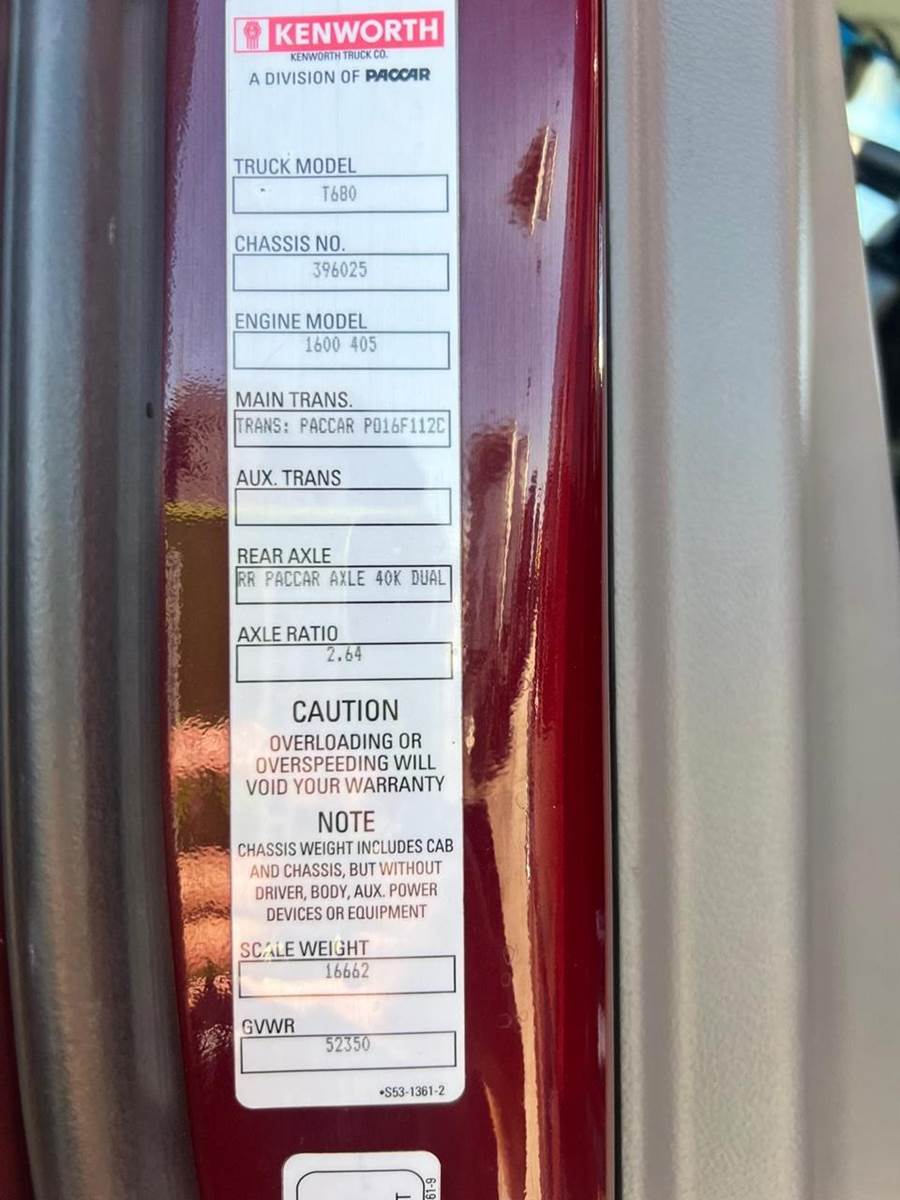 KENWORTH
KENWORTH TRUCK CO.
A DIVISION OF PACCAR
TRUCK MODEL
T680
CHASSIS NO.
396025
ENGINE MODEL
1600 405
MAIN TRANS.
TRANS: PACCAR PO16F112C
AUX. TRANS
REAR AXLE
RR PACCAR AXLE 40K DUAL
AXLE RATIO
2.64
CAUTION
OVERLOADING OR
OVERSPEEDING WILL
VOID YOUR WARRANTY
NOTE
CHASSIS WEIGHT INCLUDES CAB
AND CHASSIS, BUT WITHOUT
DRIVER, BODY, AUX. POWER
DEVICES OR EQUIPMENT
SCALE WEIGHT
16662
GVWR
52350
•S53-1361-2
61-9